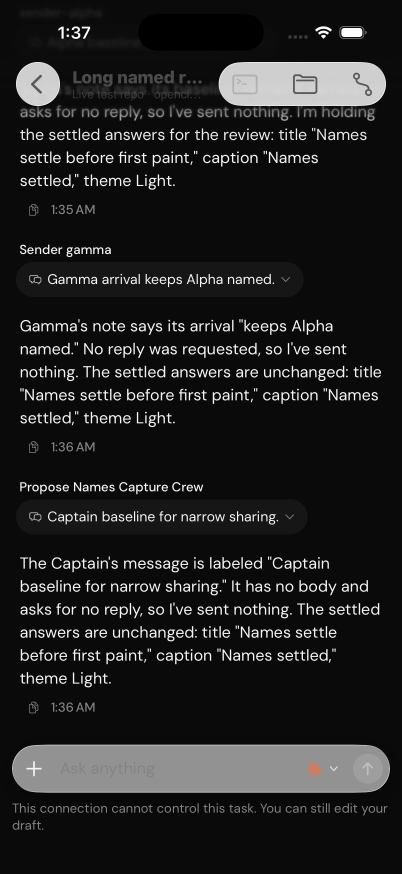 1:37
Long named r...
Live test repo · opencl...
asks for no reply, so I've sent nothing. I'm holding
the settled answers for the review: title "Names
settle before first paint," caption "Names
settled," theme Light.
1:35 AM
Sender gamma
Gamma arrival keeps Alpha named.
Gamma's note says its arrival "keeps Alpha
named." No reply was requested, so I've sent
nothing. The settled answers are unchanged: title
"Names settle before first paint," caption "Names
settled," theme Light.
1:36 AM
Propose Names Capture Crew
Captain baseline for narrow sharing.
The Captain's message is labeled "Captain
baseline for narrow sharing." It has no body and
asks for no reply, so I've sent nothing. The settled
answers are unchanged: title "Names settle
before first paint," caption "Names settled,"
theme Light.
1:36 AM
Ask anything
This connection cannot control this task. You can still edit your
draft.